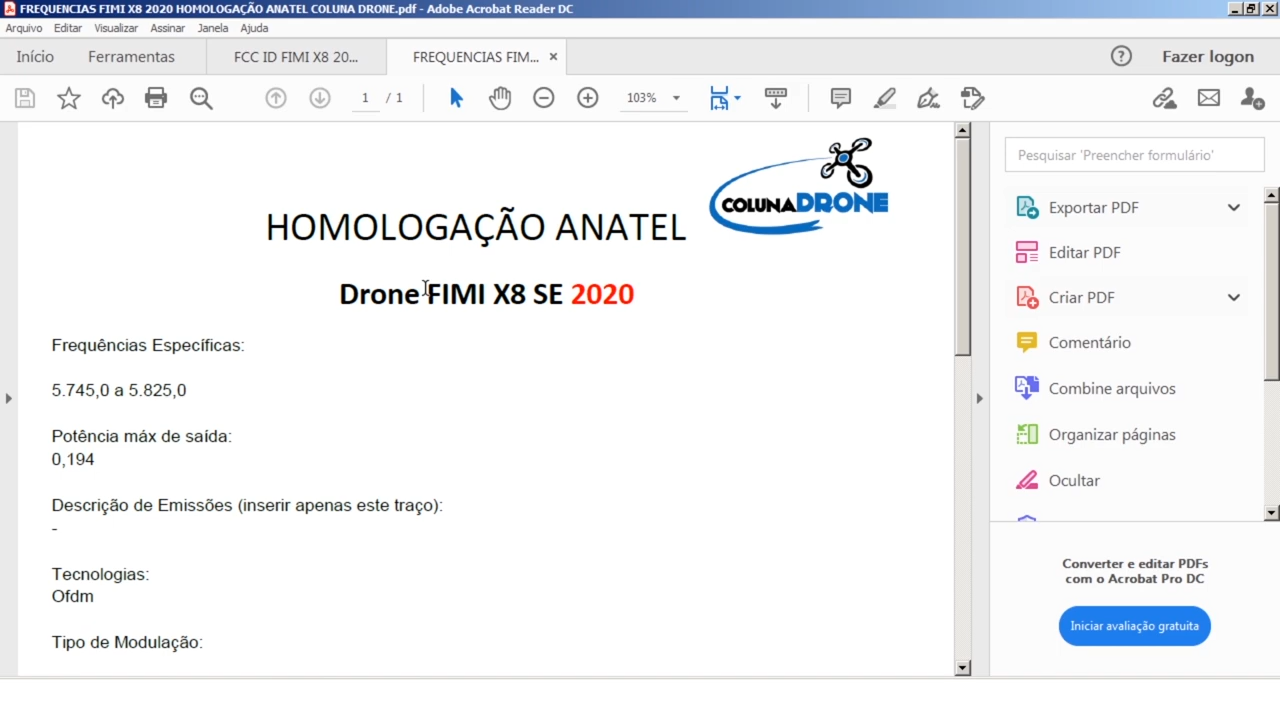 FREQUENCIAS FIMI X8 2020 HOMOLOGAÇÃO ANATEL COLUNA DRONE.pdf - Adobe Acrobat Reader DC
Arquivo Editar Visualizar Assinar Janela Ajuda
Início Ferramentas FCC ID FIMI X8 20... FREQUENCIAS FIM... × ? Fazer logon
1 / 1 103%
COLUNADRONE
HOMOLOGAÇÃO ANATEL
Drone FIMI X8 SE 2020
Frequências Específicas:
5.745,0 a 5.825,0
Potência máx de saída:
0,194
Descrição de Emissões (inserir apenas este traço):
-
Tecnologias:
Ofdm
Tipo de Modulação:
Pesquisar 'Preencher formulário'
Exportar PDF
Editar PDF
Criar PDF
Comentário
Combine arquivos
Organizar páginas
Ocultar
Converter e editar PDFs
com o Acrobat Pro DC
Iniciar avaliação gratuita